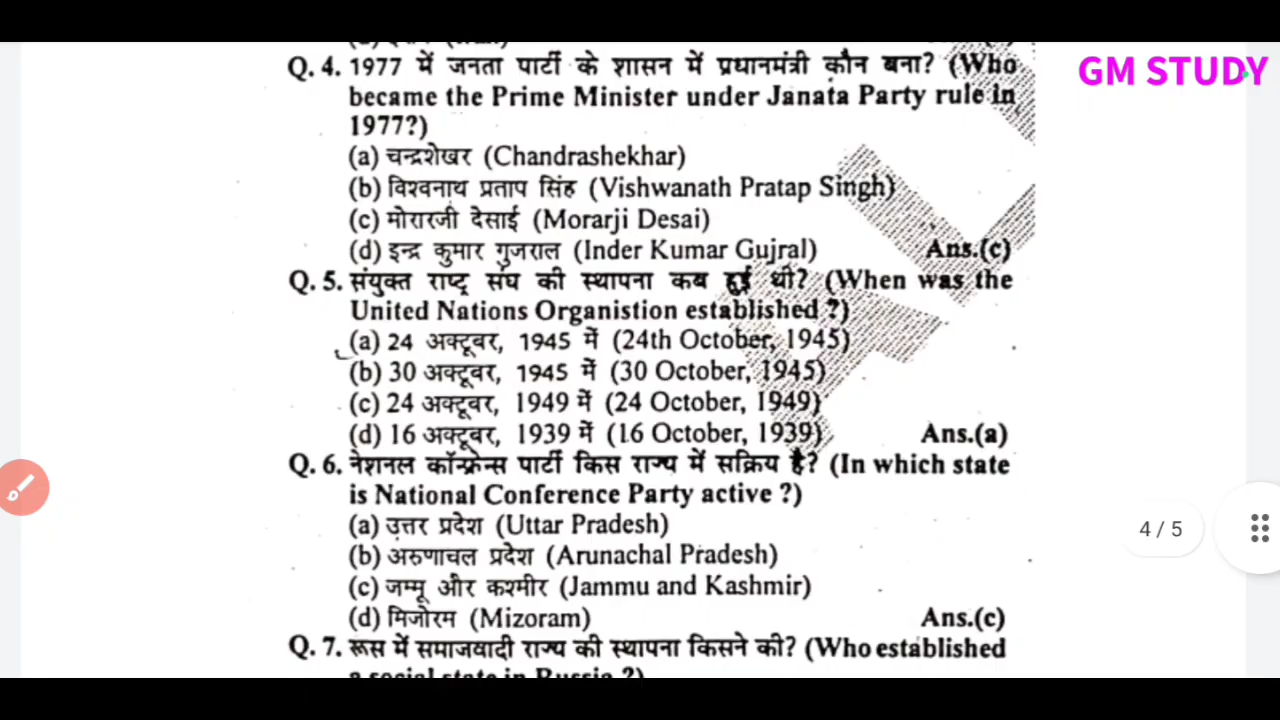 GM STUDY
Q. 4. 1977 में जनता पार्टी के शासन में प्रधानमंत्री कौन बना? (Who
became the Prime Minister under Janata Party rule in
1977?)
(a) चन्द्रशेखर (Chandrashekhar)
(b) विश्वनाथ प्रताप सिंह (Vishwanath Pratap Singh)
(c) मोरारजी देसाई (Morarji Desai)
(d) इन्द्र कुमार गुजराल (Inder Kumar Gujral) Ans.(c)
Q. 5. संयुक्त राष्ट्र संघ की स्थापना कब हुई थी? (When was the
United Nations Organistion established ?)
(a) 24 अक्टूबर, 1945 में (24th October, 1945)
(b) 30 अक्टूबर, 1945 में (30 October, 1945)
(c) 24 अक्टूबर, 1949 में (24 October, 1949)
(d) 16 अक्टूबर, 1939 में (16 October, 1939) Ans.(a)
Q. 6. नेशनल कॉन्फ्रेन्स पार्टी किस राज्य में सक्रिय है? (In which state
is National Conference Party active ?)
(a) उत्तर प्रदेश (Uttar Pradesh)
(b) अरुणाचल प्रदेश (Arunachal Pradesh)
(c) जम्मू और कश्मीर (Jammu and Kashmir)
(d) मिजोरम (Mizoram) Ans.(c)
Q. 7. रूस में समाजवादी राज्य की स्थापना किसने की? (Who established
a social state in Russia ?)
4 / 5